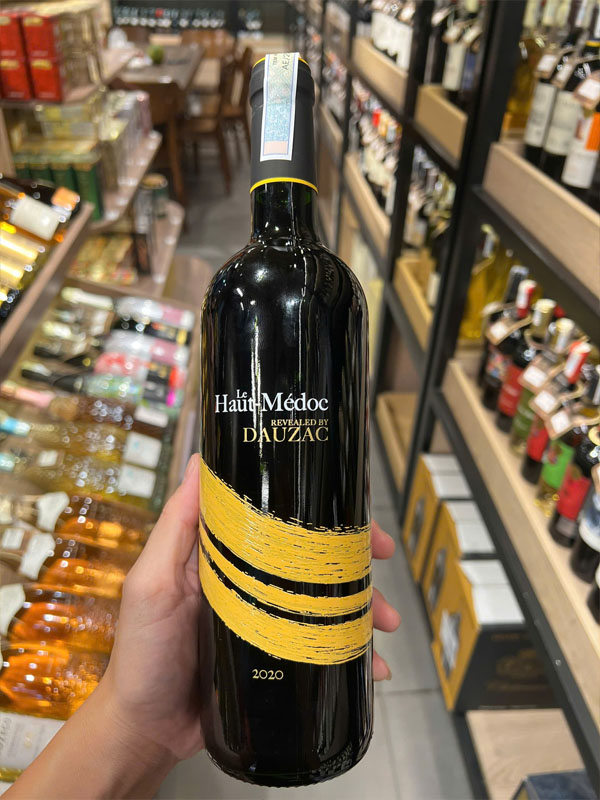 Le
Haut-Médoc
REVEALED BY
DAUZAC
2020